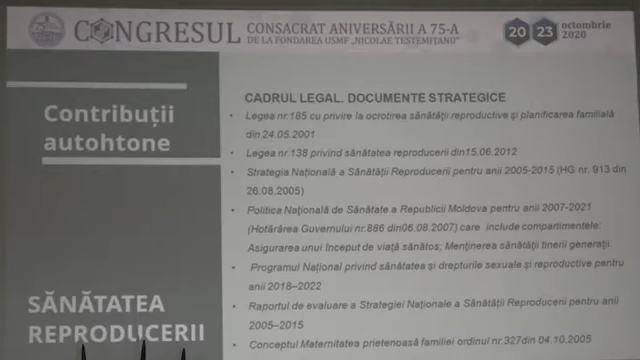 CONGRESUL CONSACRAT ANIVERSĂRII A 75-A
DE LA FONDAREA USMF „NICOLAE TESTEMIȚANU”
20 23 octombrie
2020
Contribuții
autohtone
SĂNĂTATEA
REPRODUCERII
CADRUL LEGAL. DOCUMENTE STRATEGICE
• Legea nr.185 cu privire la ocrotirea sănătății reproductive și planificarea familială
din 24.05.2001
• Legea nr.138 privind sănătatea reproducerii din15.06.2012
• Strategia Națională a Sănătății Reproducerii pentru anii 2005-2015 (HG nr. 913 din
26.08.2005)
• Politica Națională de Sănătate a Republicii Moldova pentru anii 2007-2021
(Hotărârea Guvernului nr.886 din06.08.2007) care include compartimentele:
Asigurarea unui început de viață sănătos; Menținerea sănătății tinerii generații.
• Programul Național privind sănătatea și drepturile sexuale și reproductive pentru
anii 2018–2022
• Raportul de evaluare a Strategiei Naționale a Sănătății Reproducerii pentru anii
2005–2015
• Conceptul Maternitatea prietenoasă familiei ordinul nr.327din 04.10.2005